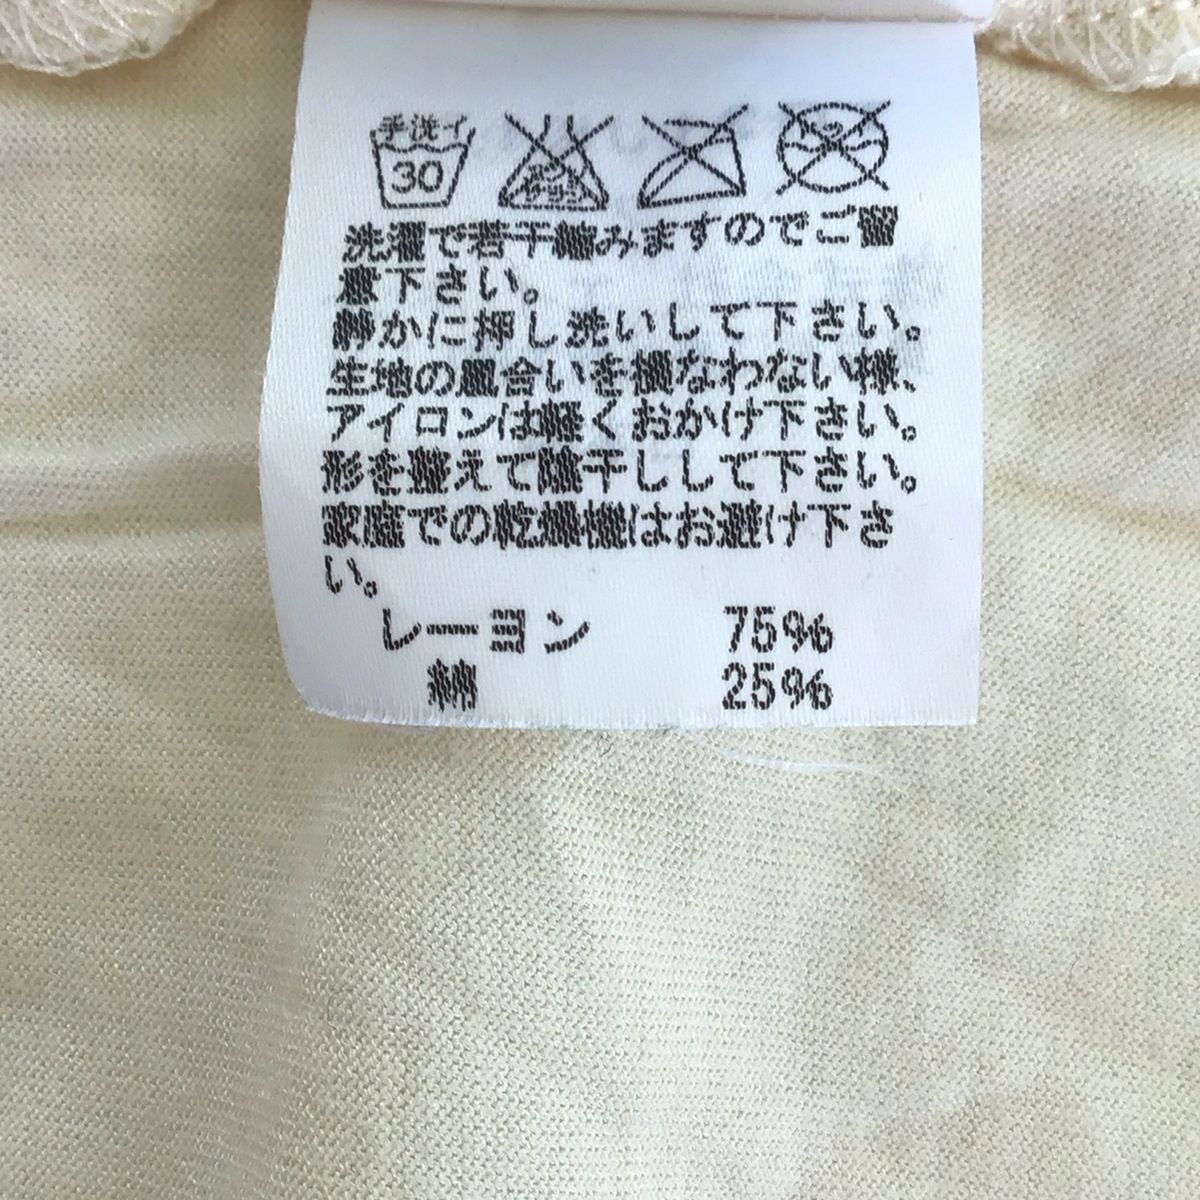 手洗イ
30
洗濯で若干縮みますのでご留
意下さい。
静かに押し洗いして下さい。
生地の風合いを損なわない様、
アイロンは軽くおかけ下さい。
形を整えて陰干しして下さい。
家庭での乾燥機はお避け下さ
い。
レーヨン 75%
綿 25%